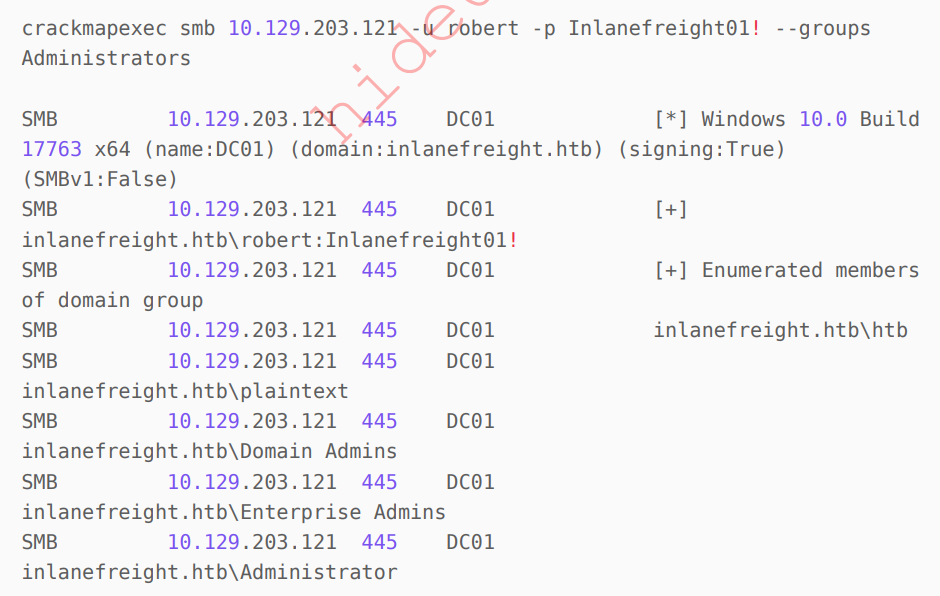 crackmapexec smb 10.129.203.121 -u robert -p Inlanefreight01! --groups
Administrators
SMB 10.129.203.121 445 DC01 [*] Windows 10.0 Build
17763 x64 (name:DC01) (domain:inlanefreight.htb) (signing:True)
(SMBv1:False)
SMB 10.129.203.121 445 DC01 [+]
inlanefreight.htb\robert:Inlanefreight01!
SMB 10.129.203.121 445 DC01 [+] Enumerated members
of domain group
SMB 10.129.203.121 445 DC01 inlanefreight.htb\htb
SMB 10.129.203.121 445 DC01
inlanefreight.htb\plaintext
SMB 10.129.203.121 445 DC01
inlanefreight.htb\Domain Admins
SMB 10.129.203.121 445 DC01
inlanefreight.htb\Enterprise Admins
SMB 10.129.203.121 445 DC01
inlanefreight.htb\Administrator